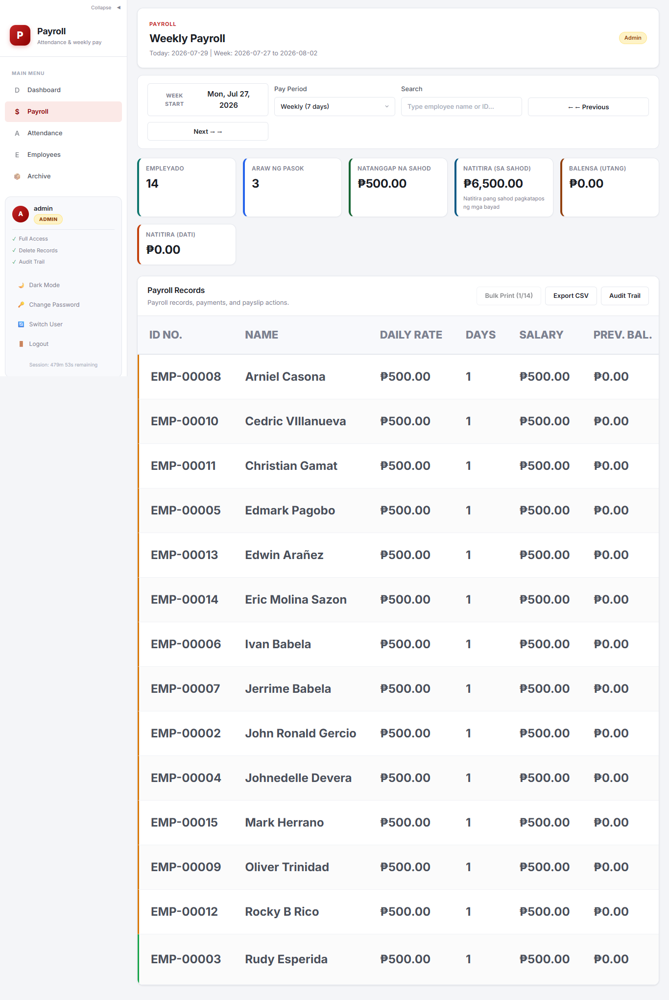 Collapse ◄
P
Payroll
Attendance & weekly pay
MAIN MENU
D Dashboard
$ Payroll
A Attendance
E Employees
Archive
A
admin
ADMIN
✓ Full Access
✓ Delete Records
✓ Audit Trail
Dark Mode
Change Password
Switch User
Logout
Session: 479m 53s remaining
PAYROLL
Weekly Payroll
Today: 2026-07-29 | Week: 2026-07-27 to 2026-08-02
Admin
WEEK START
Mon, Jul 27, 2026
Pay Period
Weekly (7 days)
Search
Type employee name or ID...
←← Previous
Next →→
EMPLEYADO
14
ARAW NG PASOK
3
NATANGGAP NA SAHOD
₱500.00
NATITIRA (SA SAHOD)
₱6,500.00
Natitira pang sahod pagkatapos
ng mga bayad
BALENSA (UTANG)
₱0.00
NATITIRA (DATI)
₱0.00
Payroll Records
Payroll records, payments, and payslip actions.
Bulk Print (1/14) Export CSV Audit Trail
ID NO. NAME DAILY RATE DAYS SALARY PREV. BAL.
EMP-00008 Arniel Casona ₱500.00 1 ₱500.00 ₱0.00
EMP-00010 Cedric VIllanueva ₱500.00 1 ₱500.00 ₱0.00
EMP-00011 Christian Gamat ₱500.00 1 ₱500.00 ₱0.00
EMP-00005 Edmark Pagobo ₱500.00 1 ₱500.00 ₱0.00
EMP-00013 Edwin Arañez ₱500.00 1 ₱500.00 ₱0.00
EMP-00014 Eric Molina Sazon ₱500.00 1 ₱500.00 ₱0.00
EMP-00006 Ivan Babela ₱500.00 1 ₱500.00 ₱0.00
EMP-00007 Jerrime Babela ₱500.00 1 ₱500.00 ₱0.00
EMP-00002 John Ronald Gercio ₱500.00 1 ₱500.00 ₱0.00
EMP-00004 Johnedelle Devera ₱500.00 1 ₱500.00 ₱0.00
EMP-00015 Mark Herrano ₱500.00 1 ₱500.00 ₱0.00
EMP-00009 Oliver Trinidad ₱500.00 1 ₱500.00 ₱0.00
EMP-00012 Rocky B Rico ₱500.00 1 ₱500.00 ₱0.00
EMP-00003 Rudy Esperida ₱500.00 1 ₱500.00 ₱0.00